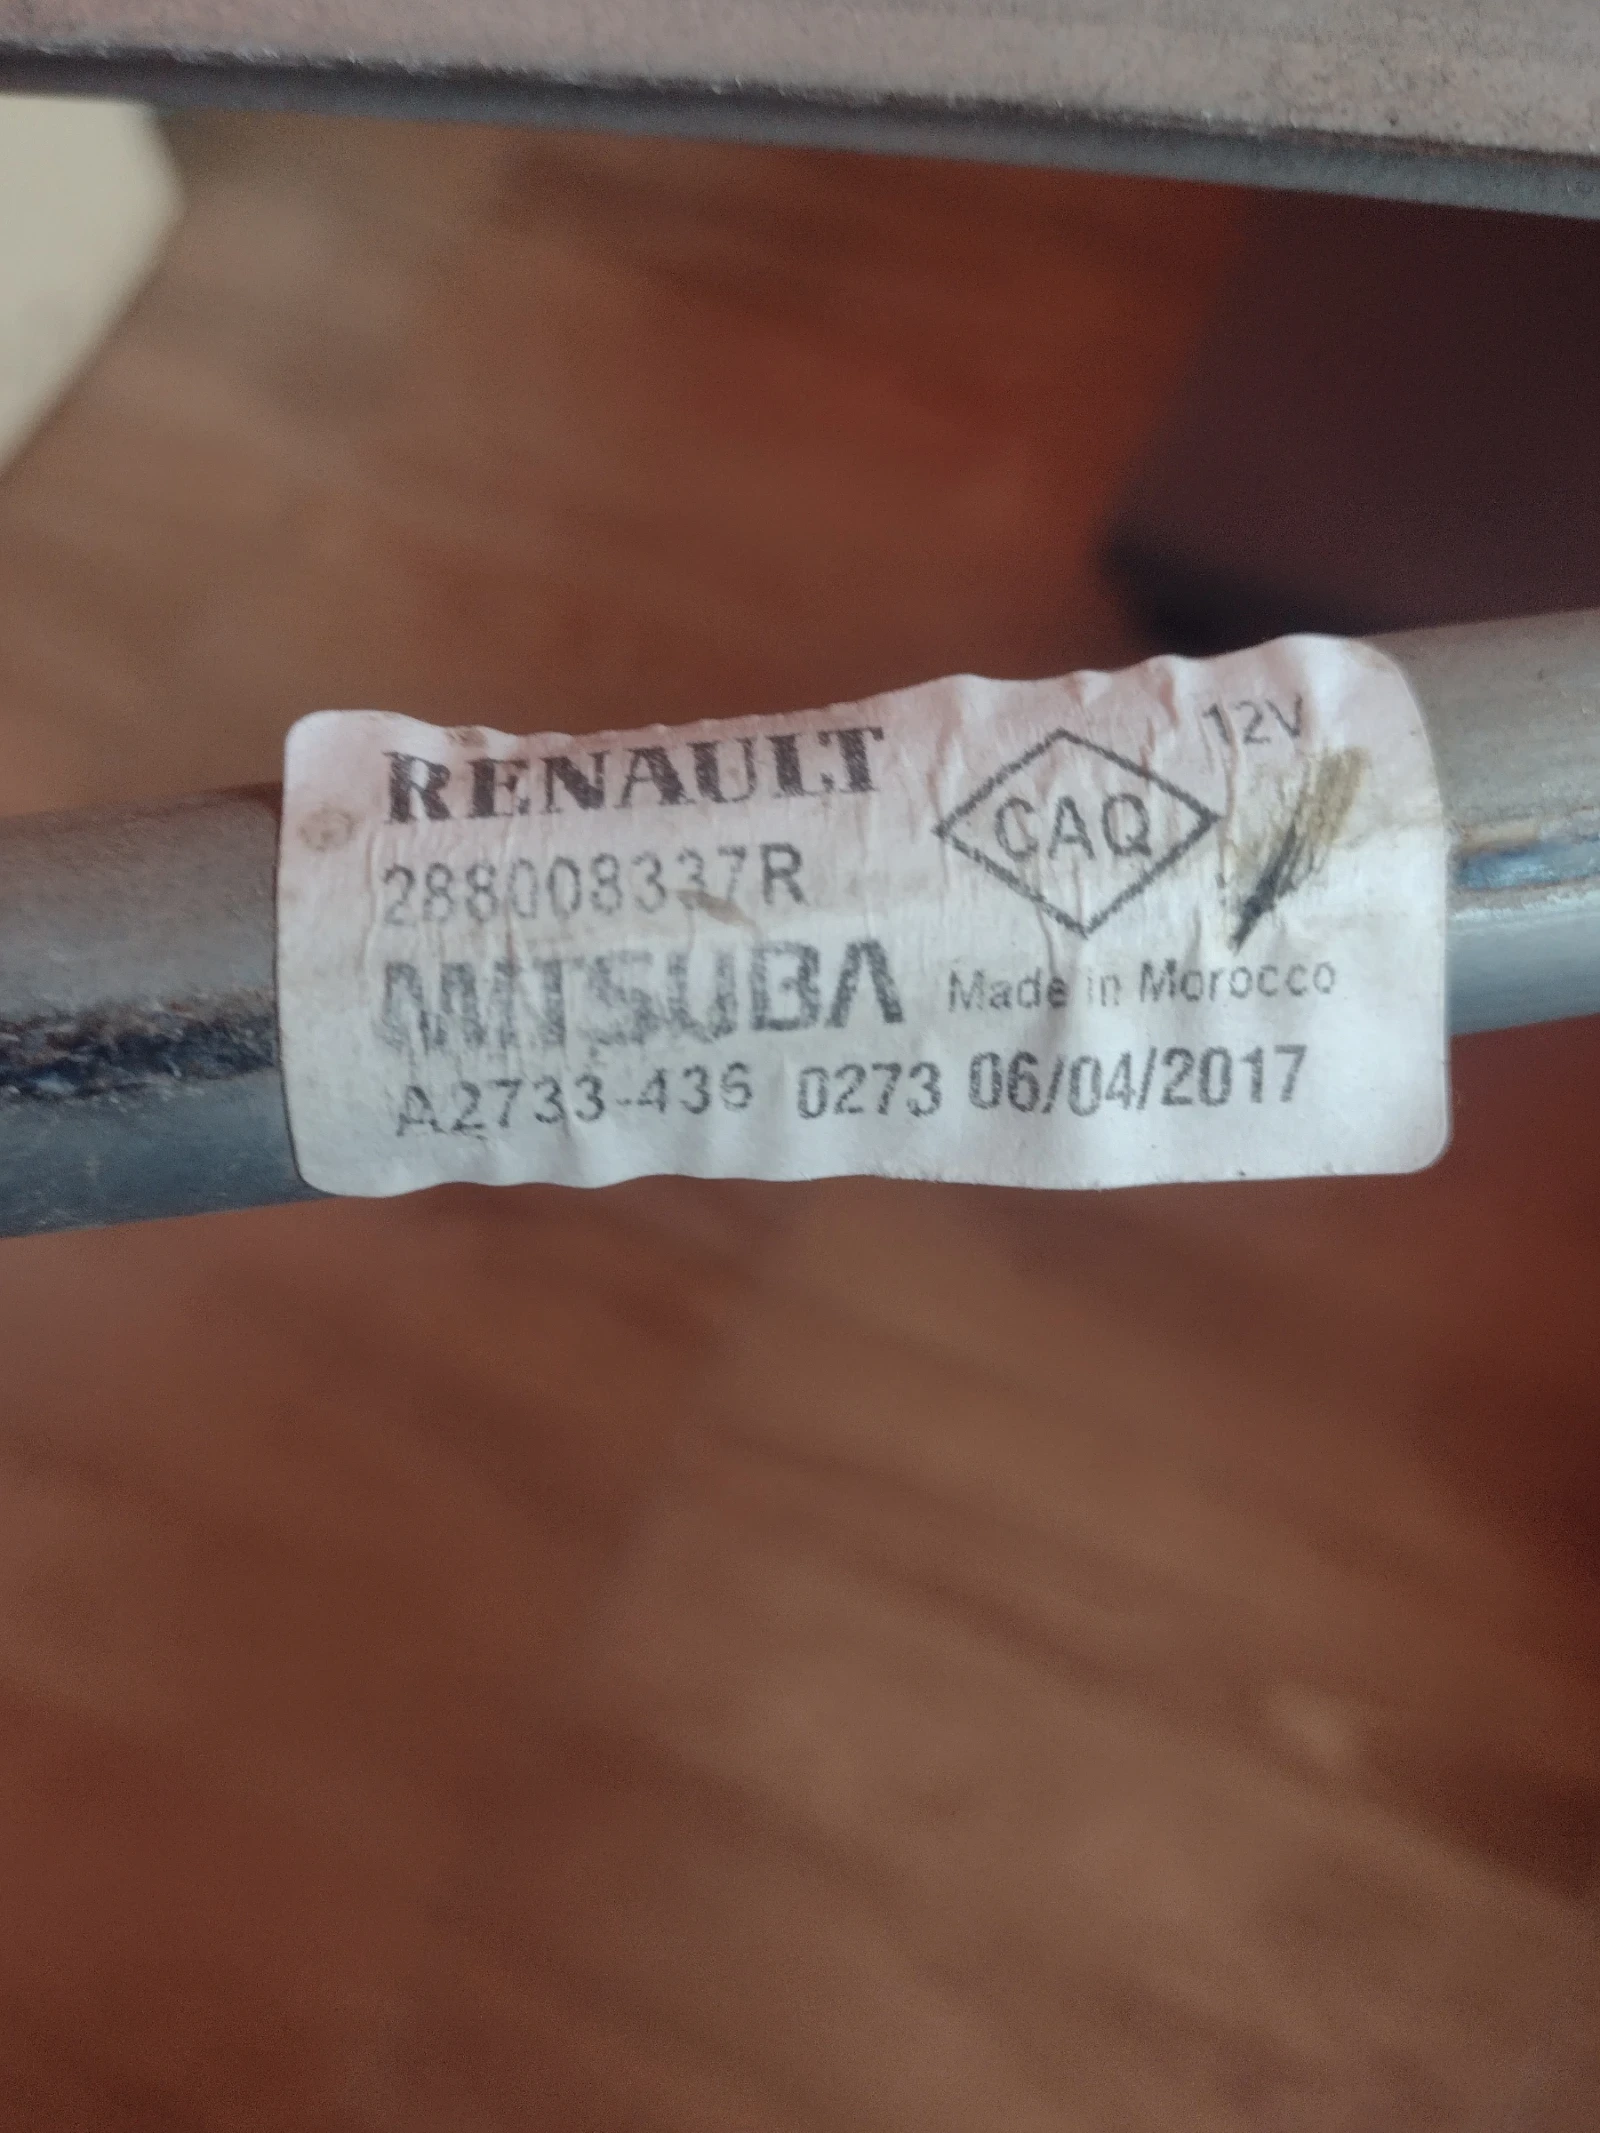 RENAULT
CAQ
12V
288008337R
MITSUBA
Made in Morocco
A2733-436 0273 06/04/2017